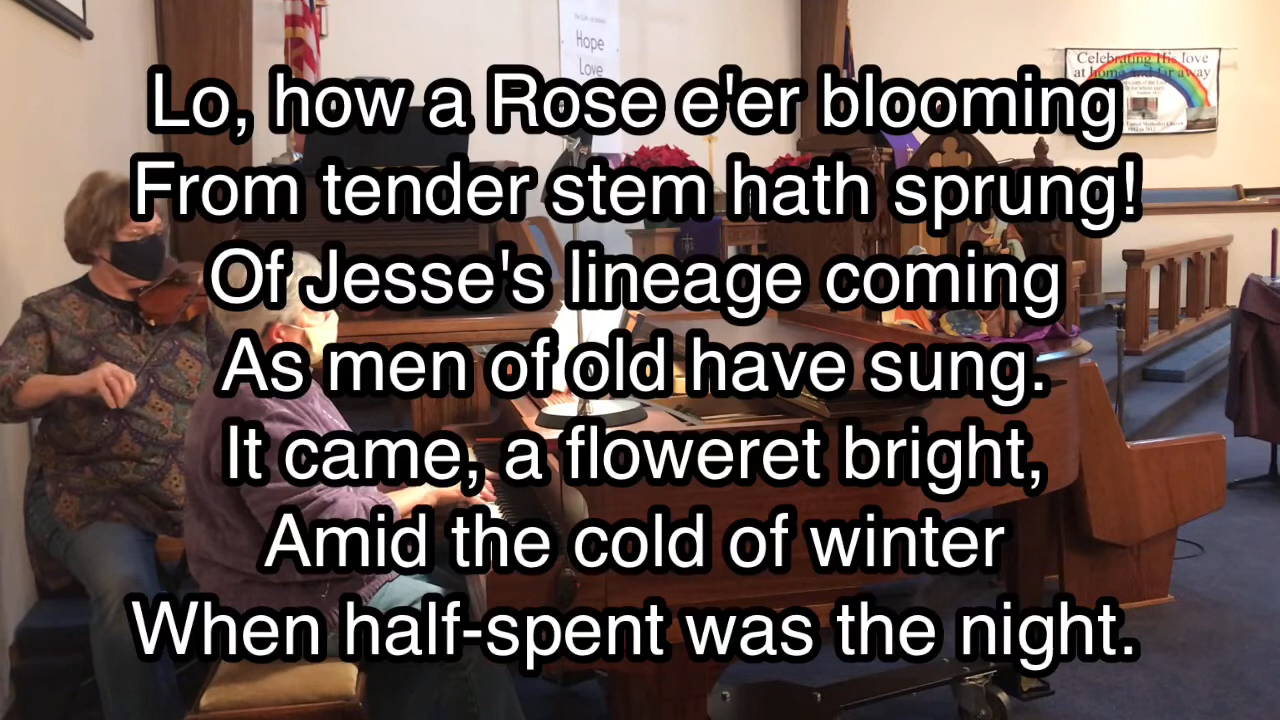 Hope
Love
Celebrating His love
at home and far away
Lo, how a Rose e'er blooming
From tender stem hath sprung!
Of Jesse's lineage coming
As men of old have sung.
It came, a floweret bright,
Amid the cold of winter
When half-spent was the night.